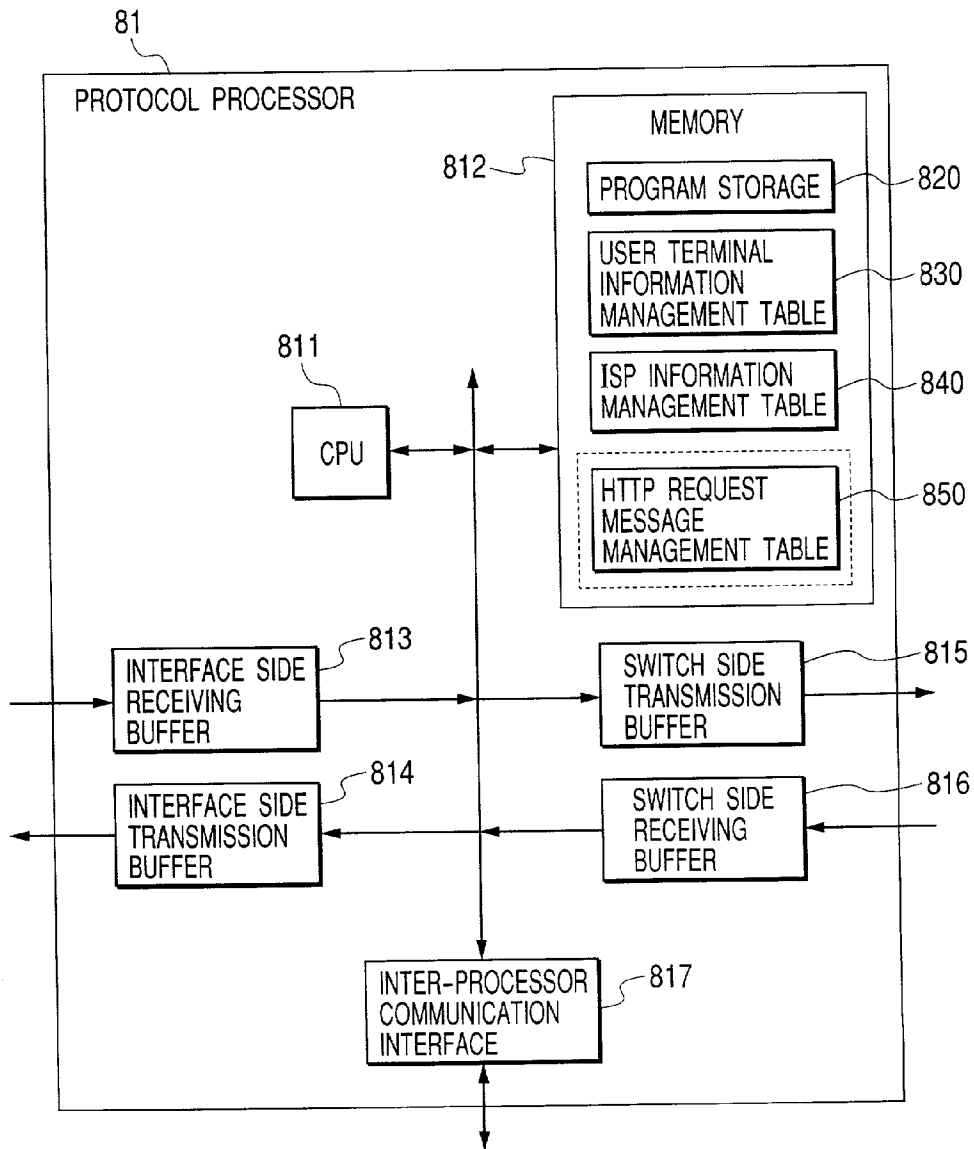 81
PROTOCOL PROCESSOR
MEMORY
812
PROGRAM STORAGE
820
USER TERMINAL
INFORMATION
MANAGEMENT TABLE
830
811
CPU
ISP INFORMATION
MANAGEMENT TABLE
840
HTTP REQUEST
MESSAGE
MANAGEMENT TABLE
850
INTERFACE SIDE
RECEIVING
BUFFER
813
SWITCH SIDE
TRANSMISSION
BUFFER
815
INTERFACE SIDE
TRANSMISSION
BUFFER
814
SWITCH SIDE
RECEIVING
BUFFER
816
INTER-PROCESSOR
COMMUNICATION
INTERFACE
817